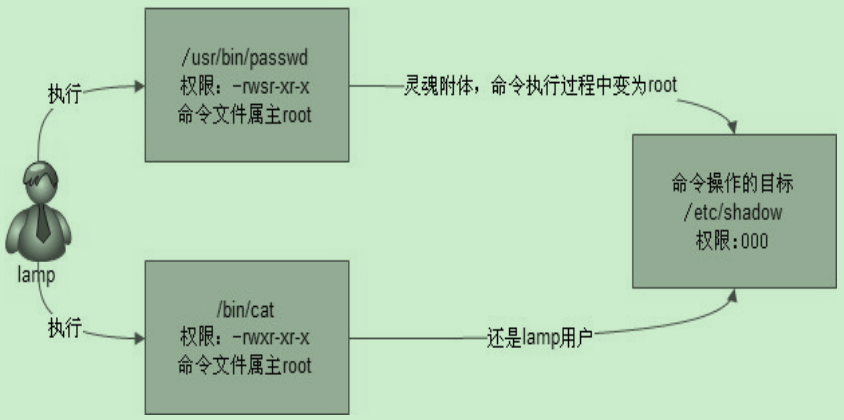 /usr/bin/passwd
权限：-rwsr-xr-x
命令文件属主root
执行
灵魂附体，命令执行过程中变为root
命令操作的目标
/etc/shadow
权限:000
lamp
执行
/bin/cat
权限：-rwxr-xr-x
命令文件属主root
还是lamp用户